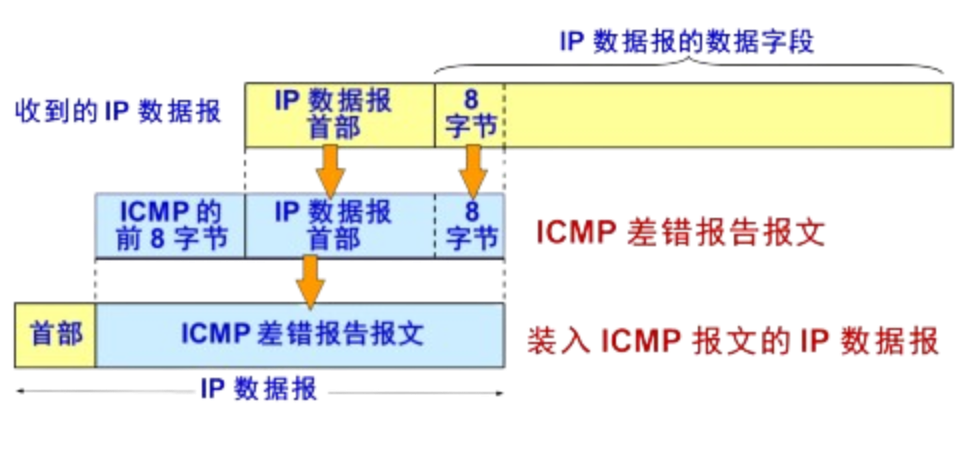 IP 数据报的数据字段
收到的 IP 数据报
IP 数据报
首部
8
字节
ICMP 的
前 8 字节
IP 数据报
首部
8
字节
ICMP 差错报告报文
首部
ICMP 差错报告报文
装入 ICMP 报文的 IP 数据报
IP 数据报